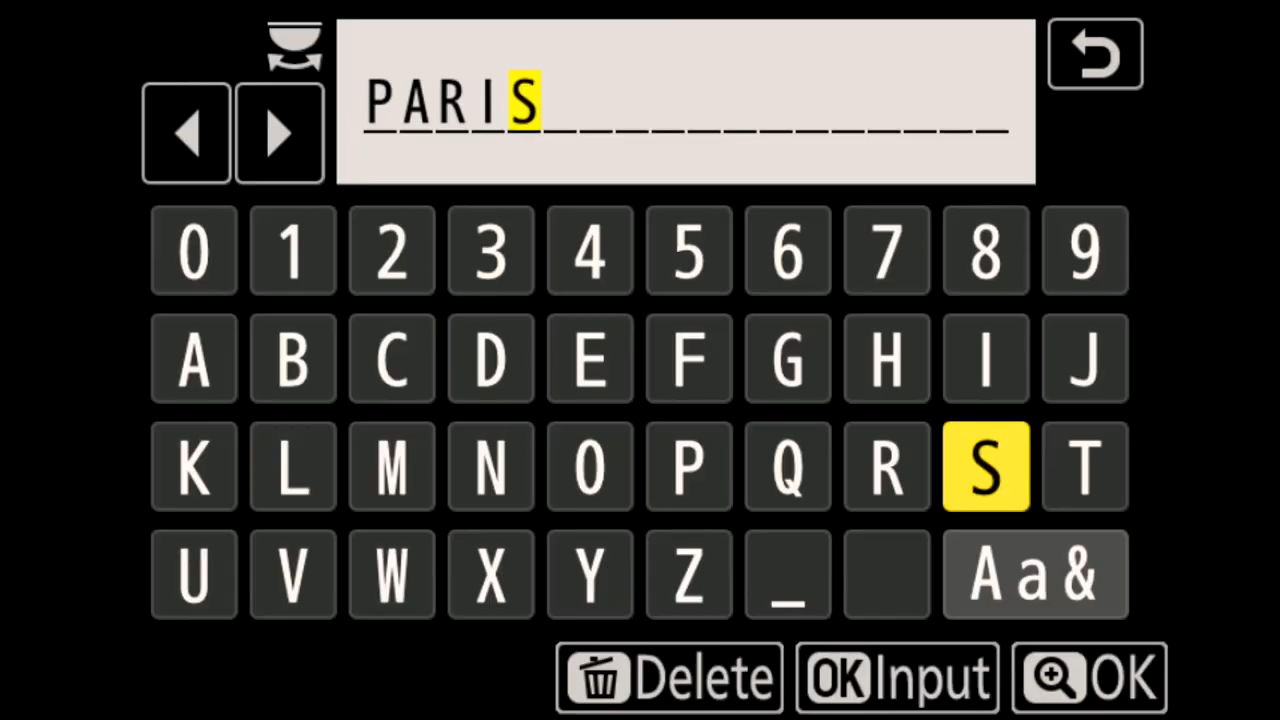 PARIS
0 1 2 3 4 5 6 7 8 9
A B C D E F G H I J
K L M N O P Q R S T
U V W X Y Z _ Aa&
Delete OK Input OK